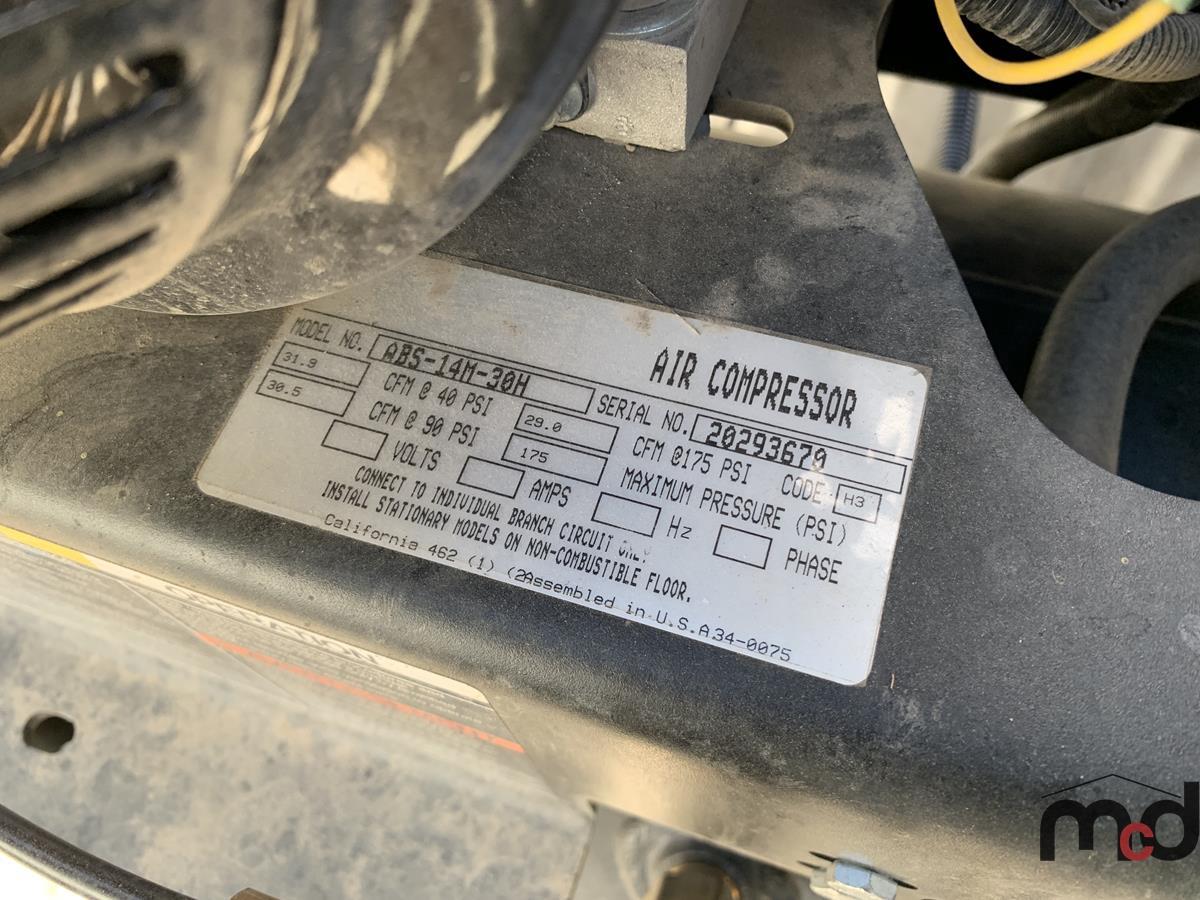 AIR COMPRESSOR
MODEL NO. ABS-14M-30H SERIAL NO. 20293679
31.9 CFM @ 40 PSI 29.0 CFM @175 PSI CODE H3
30.5 CFM @ 90 PSI 175 MAXIMUM PRESSURE (PSI)
VOLTS AMPS Hz PHASE
CONNECT TO INDIVIDUAL BRANCH CIRCUIT ONLY
INSTALL STATIONARY MODELS ON NON-COMBUSTIBLE FLOOR.
California 462 (1) (2Assembled in U.S.A34-0075
mcd